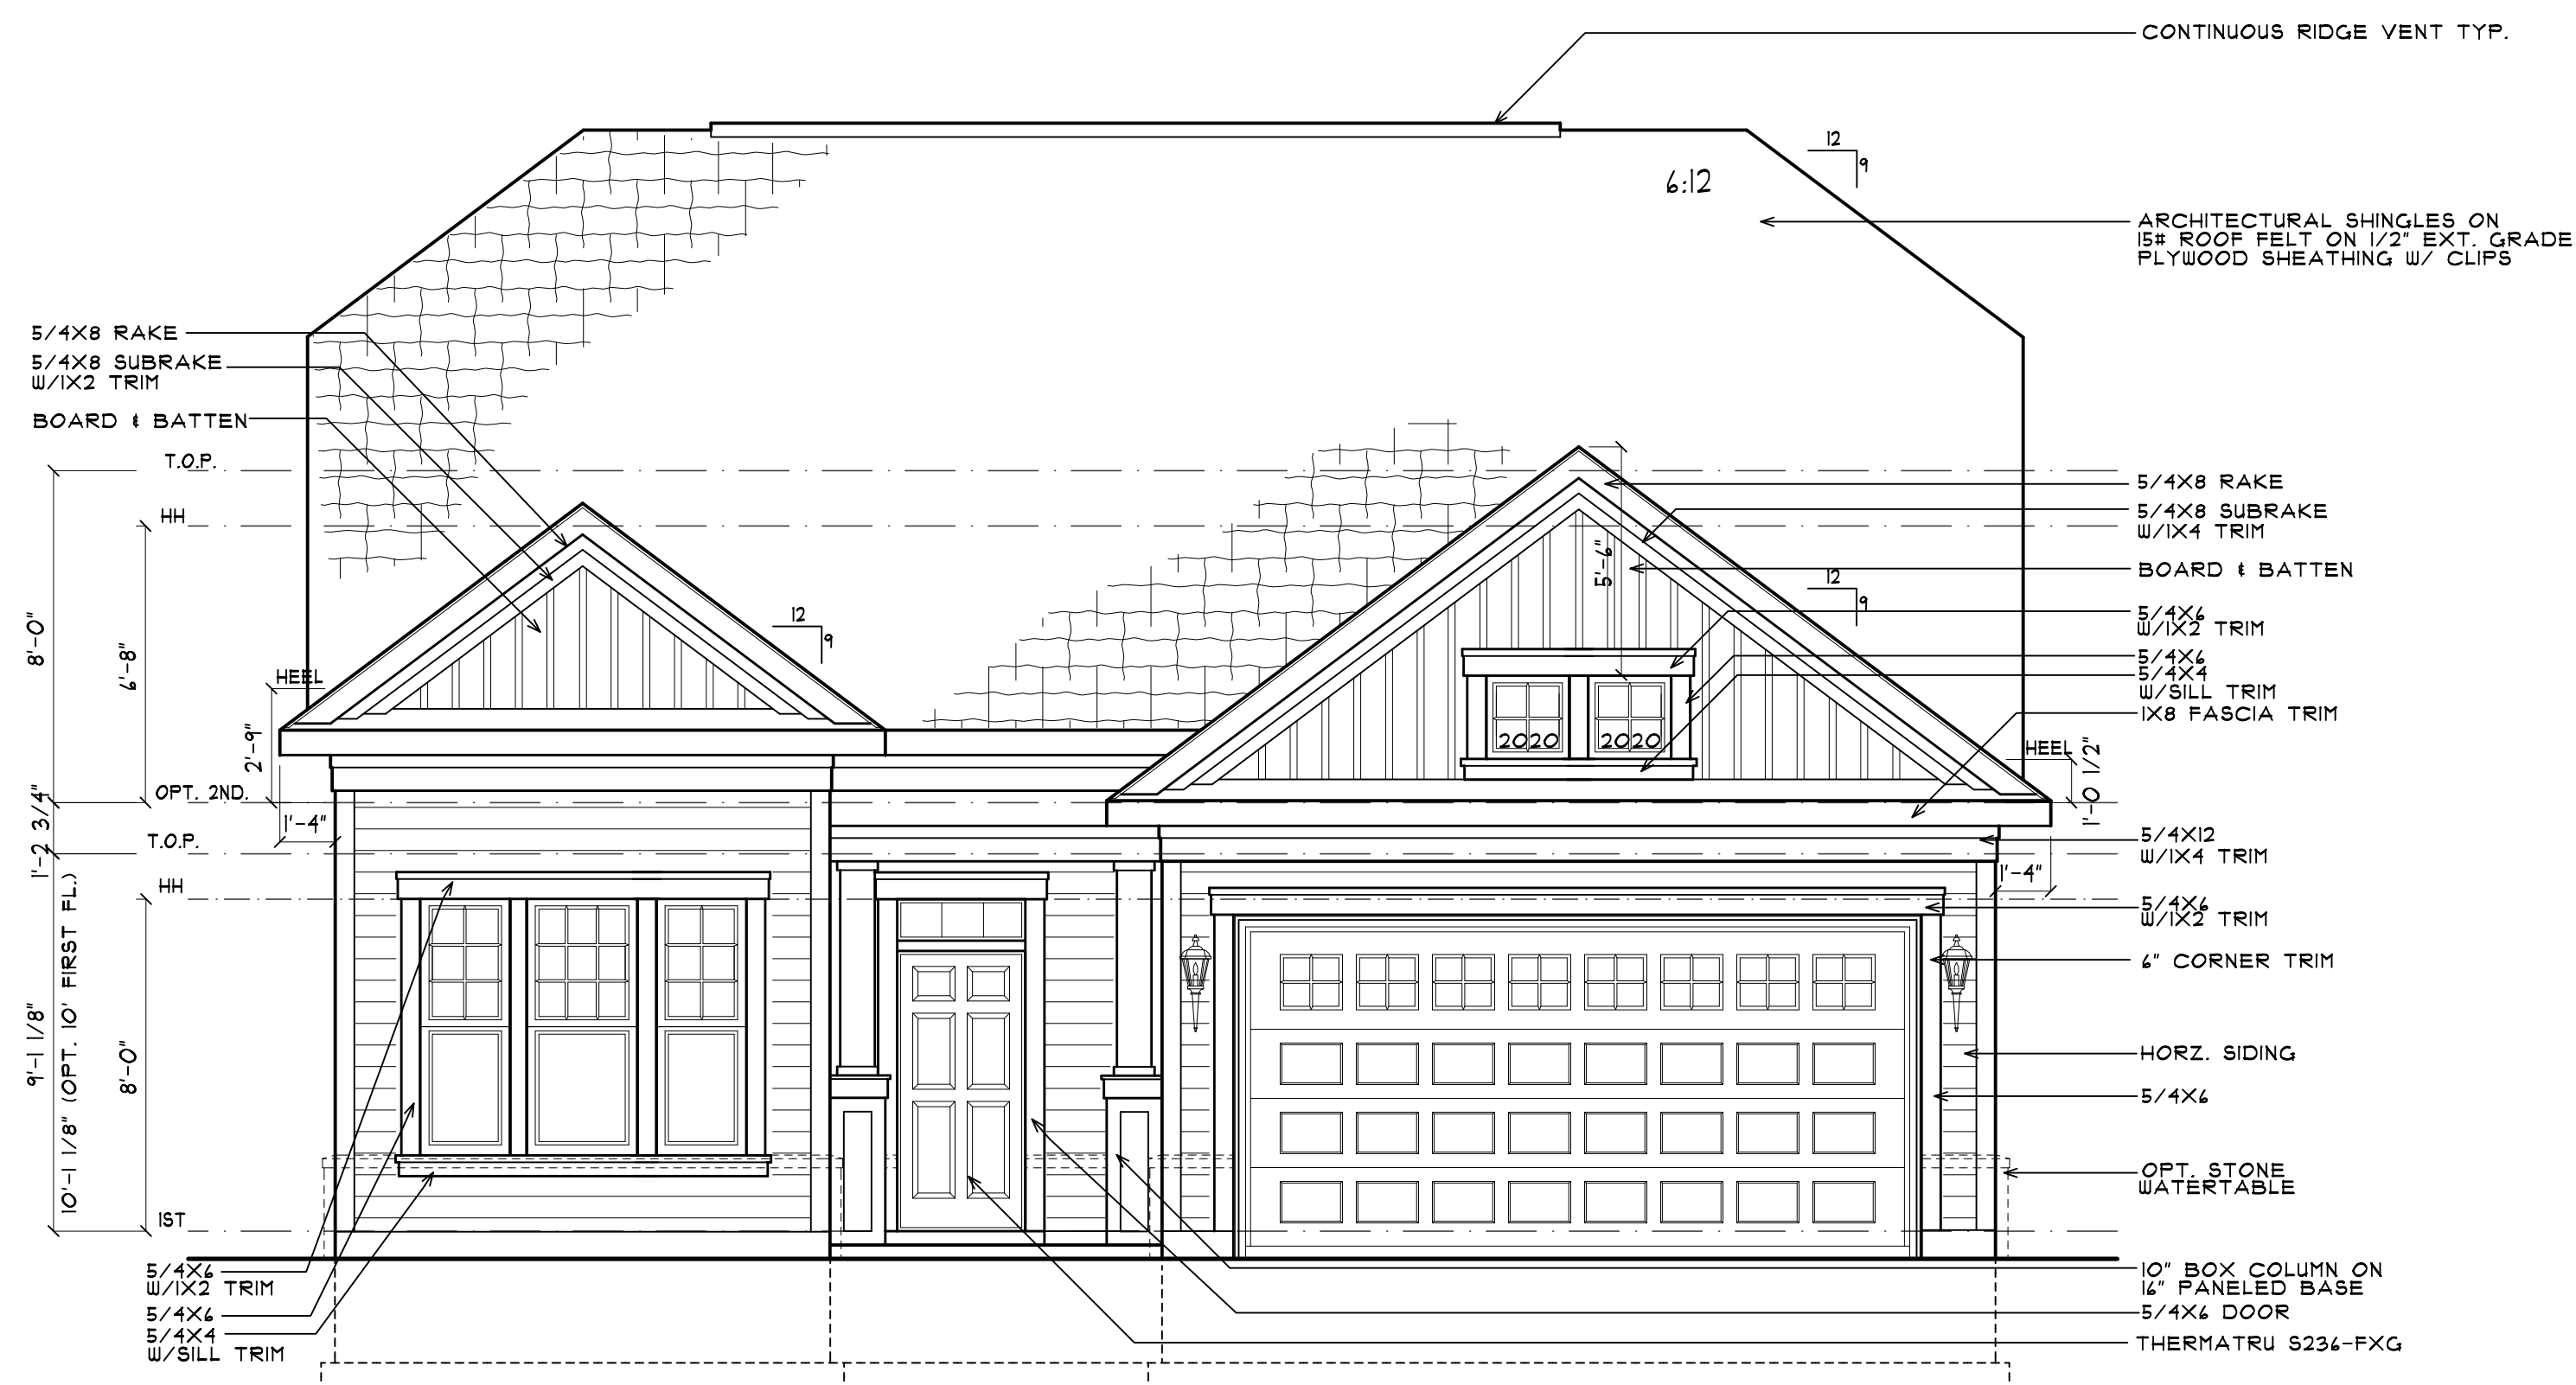 CONTINUOUS RIDGE VENT TYP.
12
9
6:12
ARCHITECTURAL SHINGLES ON
15# ROOF FELT ON 1/2" EXT. GRADE
PLYWOOD SHEATHING W/ CLIPS
5/4X8 RAKE
5/4X8 SUBRAKE
W/1X2 TRIM
BOARD & BATTEN
T.O.P.
HH
8'-0"
6'-8"
HEEL
2'-9"
OPT. 2ND.
1'-4"
1'-2 3/4"
T.O.P.
HH
9'-1 1/8"
10'-1 1/8" (OPT. 10' FIRST FL.)
8'-0"
1ST
5/4X6
W/1X2 TRIM
5/4X6
5/4X4
W/SILL TRIM
12
9
5'-6"
2020
2020
12
9
5/4X8 RAKE
5/4X8 SUBRAKE
W/1X4 TRIM
BOARD & BATTEN
5/4X6
W/1X2 TRIM
5/4X6
5/4X4
W/SILL TRIM
1X8 FASCIA TRIM
HEEL
1'-0 1/2"
5/4X12
W/1X4 TRIM
1'-4"
5/4X6
W/1X2 TRIM
6" CORNER TRIM
HORZ. SIDING
5/4X6
OPT. STONE
WATERTABLE
10" BOX COLUMN ON
16" PANELED BASE
5/4X6 DOOR
THERMATRU S236-FXG